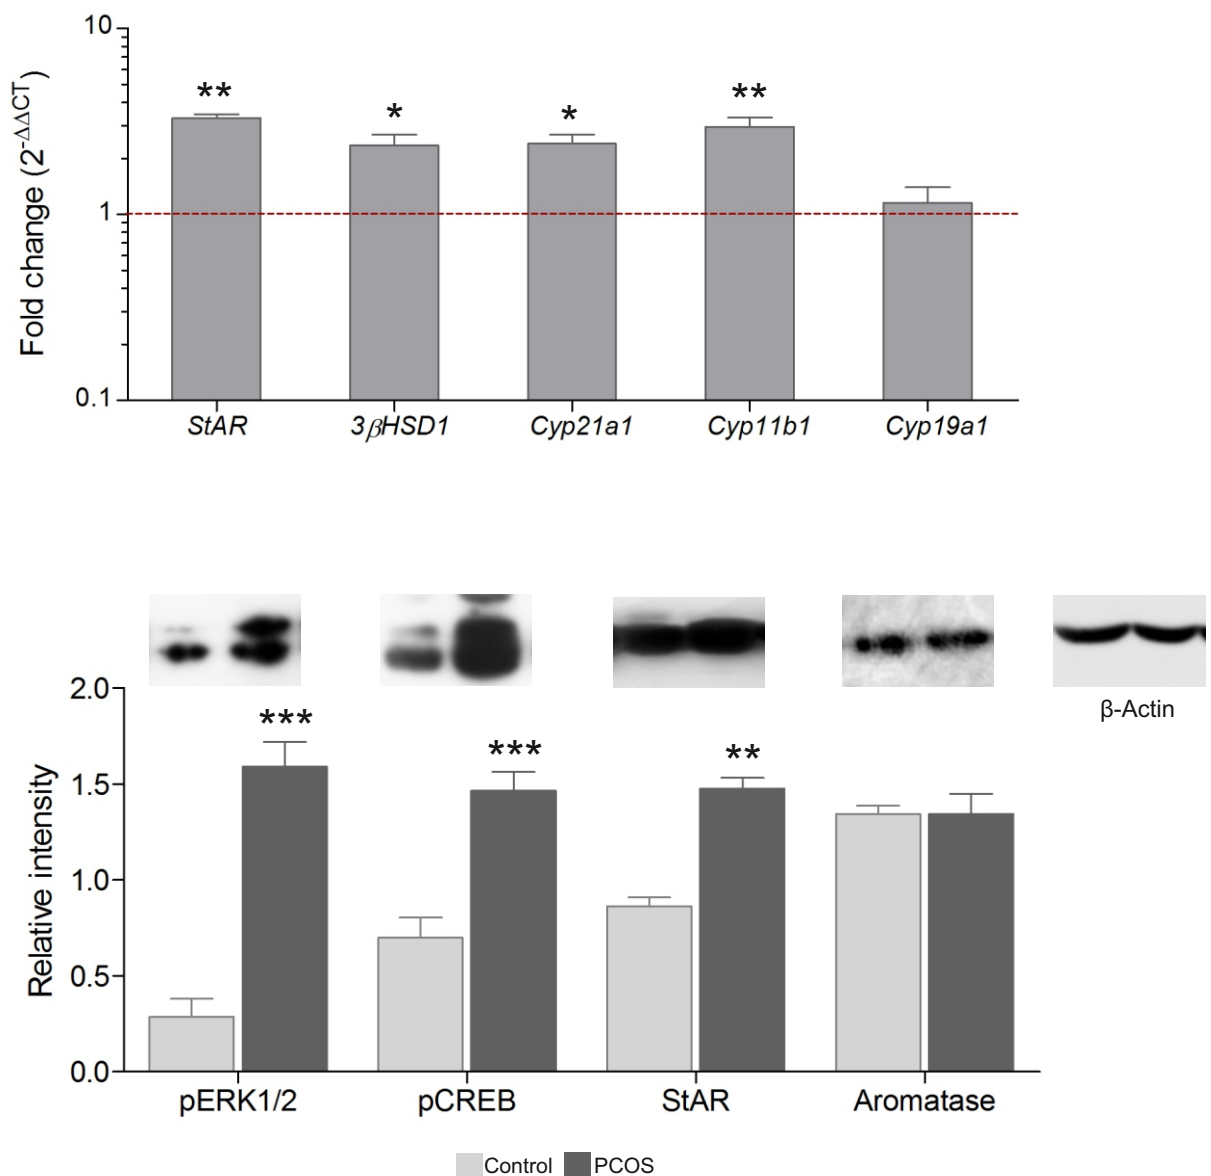 10
Fold change (2^-ΔΔCT)
** * * **
1
0.1
StAR 3βHSD1 Cyp21a1 Cyp11b1 Cyp19a1
β-Actin
2.0
*** *** **
1.5
Relative intensity
1.0
0.5
0.0
pERK1/2 pCREB StAR Aromatase
Control PCOS